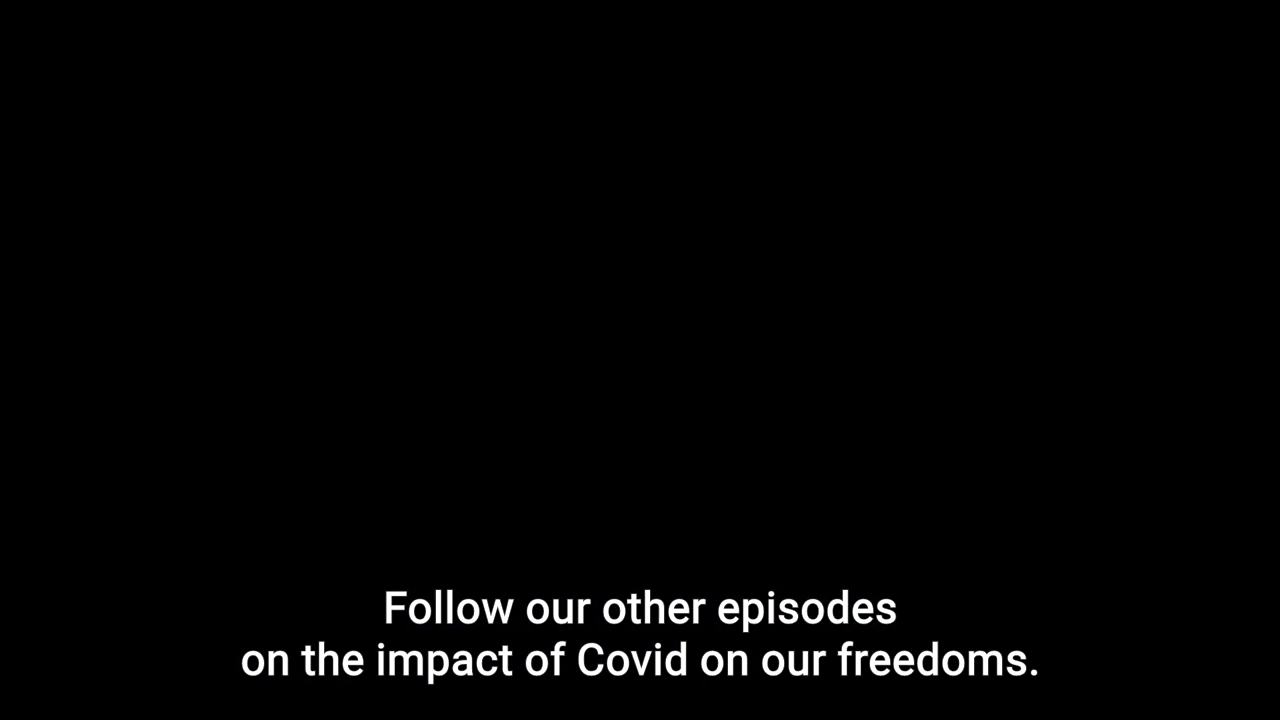 Follow our other episodes
on the impact of Covid on our freedoms.